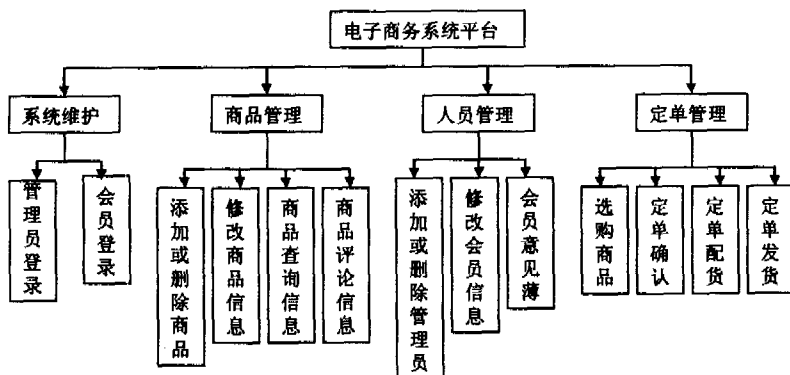 电子商务系统平台
系统维护
商品管理
人员管理
定单管理
管理员登录
会员登录
添加或删除商品
修改商品信息
商品查询信息
商品评论信息
添加或删除管理员
修改会员信息
会员意见薄
选购商品
定单确认
定单配货
定单发货